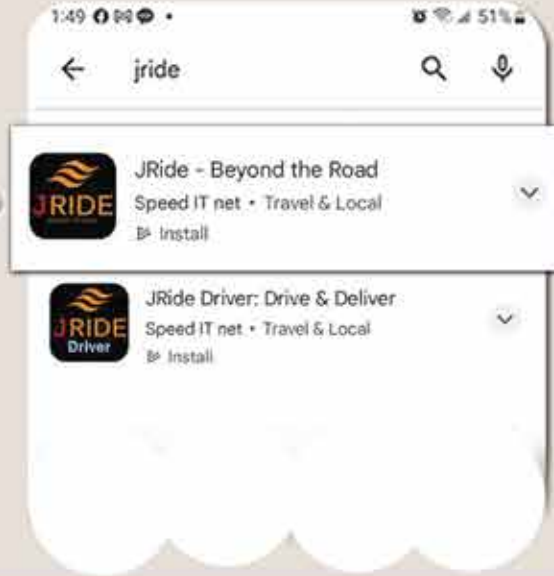 1:49
51%
jride
JRIDE
JRide - Beyond the Road
Speed IT net • Travel & Local
Install
JRIDE
Driver
JRide Driver: Drive & Deliver
Speed IT net • Travel & Local
Install